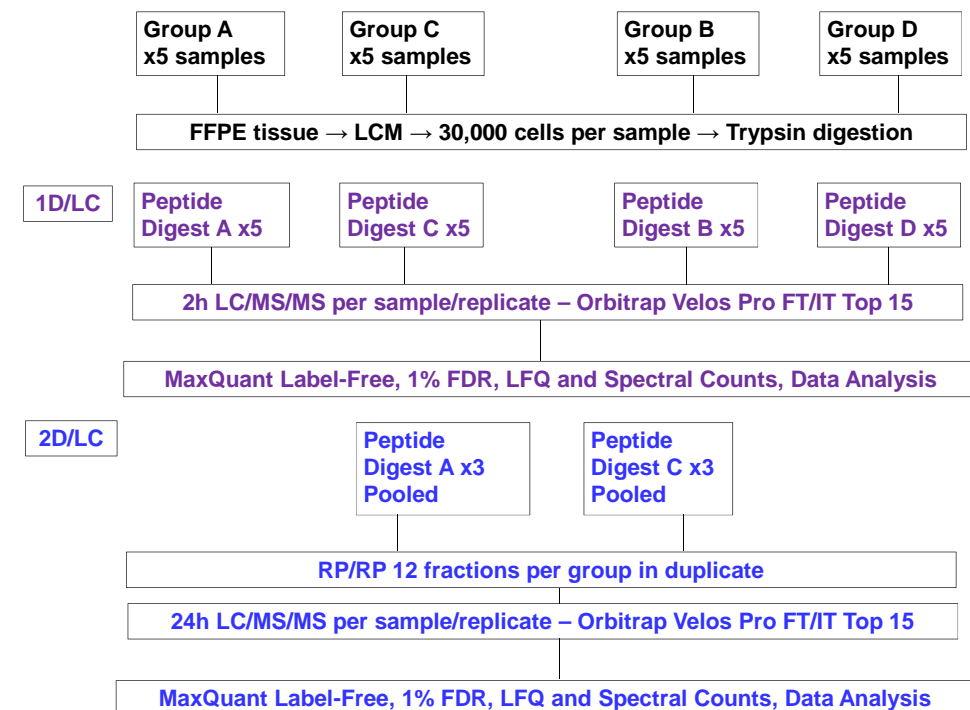 Group A
x5 samples
Group C
x5 samples
Group B
x5 samples
Group D
x5 samples
FFPE tissue → LCM → 30,000 cells per sample → Trypsin digestion
1D/LC
Peptide
Digest A x5
Peptide
Digest C x5
Peptide
Digest B x5
Peptide
Digest D x5
2h LC/MS/MS per sample/replicate – Orbitrap Velos Pro FT/IT Top 15
MaxQuant Label-Free, 1% FDR, LFQ and Spectral Counts, Data Analysis
2D/LC
Peptide
Digest A x3
Pooled
Peptide
Digest C x3
Pooled
RP/RP 12 fractions per group in duplicate
24h LC/MS/MS per sample/replicate – Orbitrap Velos Pro FT/IT Top 15
MaxQuant Label-Free, 1% FDR, LFQ and Spectral Counts, Data Analysis